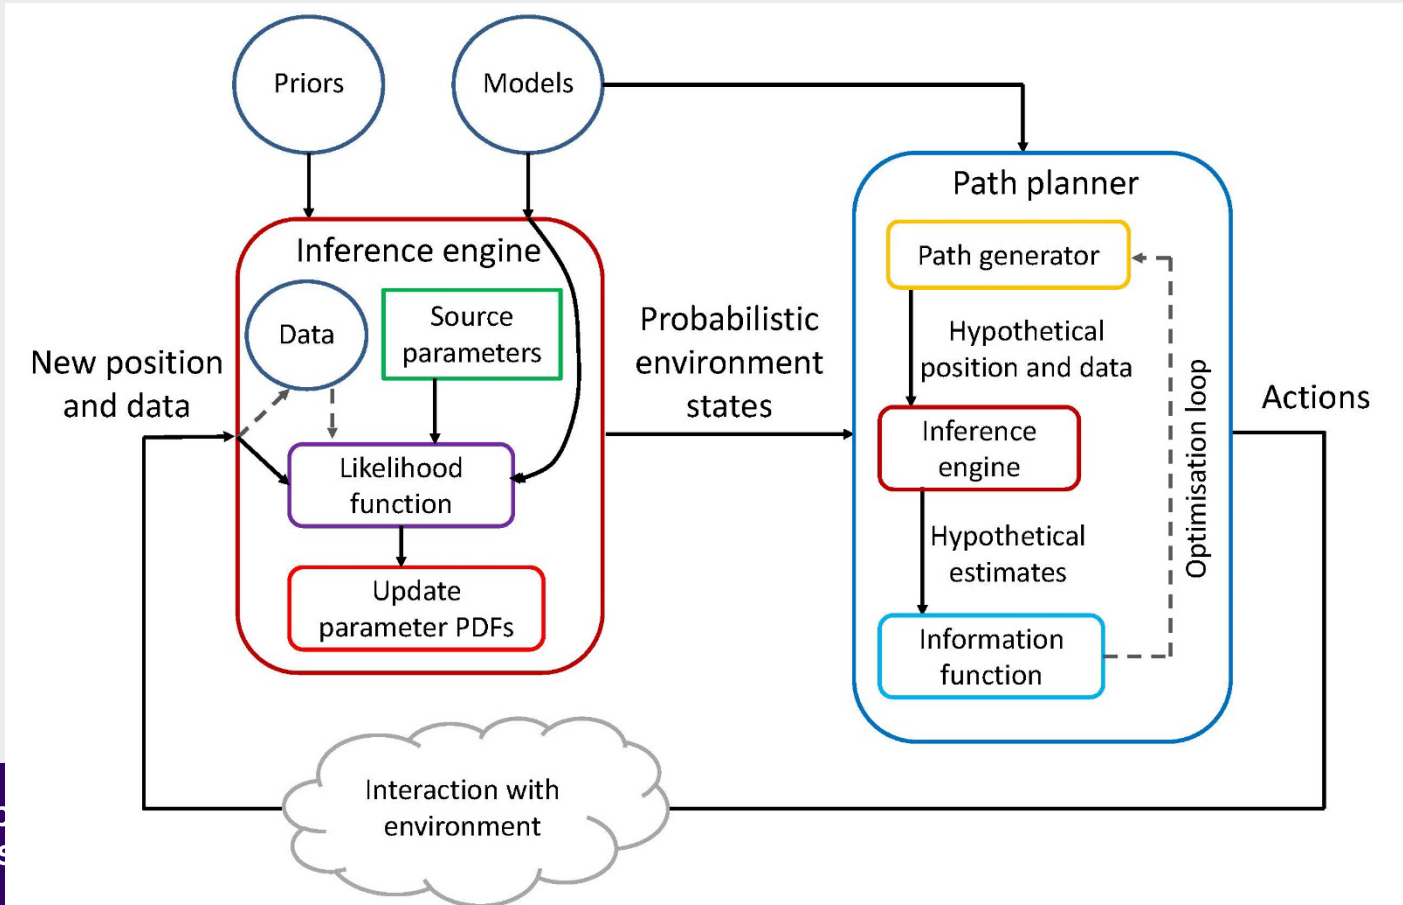 Priors
Models
Path planner
Inference engine
Path generator
Data
Source
parameters
Hypothetical
position and data
New position
and data
Probabilistic
environment
states
Optimisation loop
Actions
Likelihood
function
Inference
engine
Hypothetical
estimates
Update
parameter PDFs
Information
function
Interaction with
environment